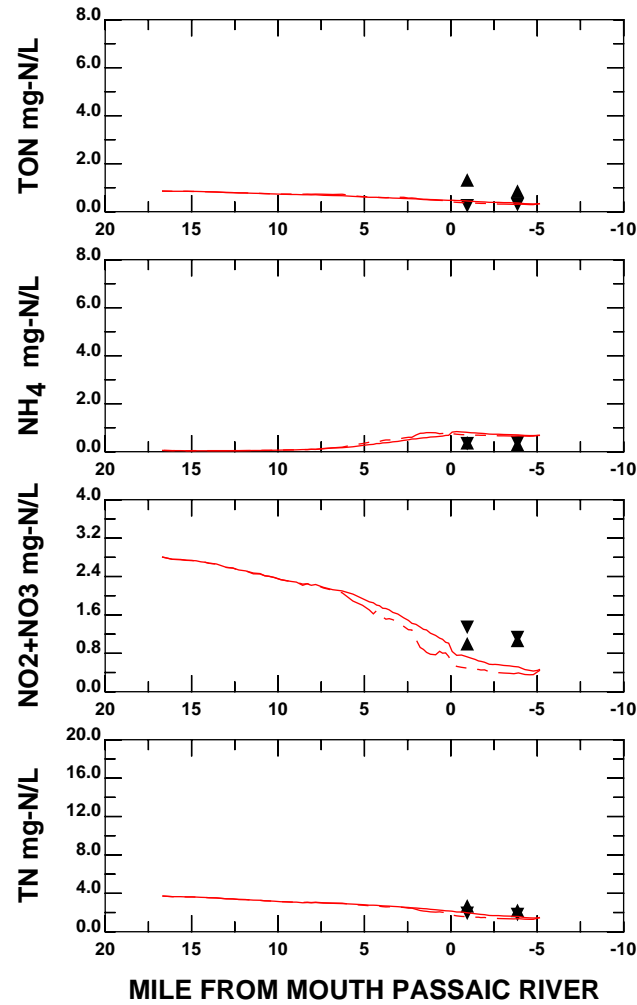 TON mg-N/L
8.0
6.0
4.0
2.0
0.0
20 15 10 5 0 -5 -10
NH4 mg-N/L
8.0
6.0
4.0
2.0
0.0
20 15 10 5 0 -5 -10
NO2+NO3 mg-N/L
4.0
3.2
2.4
1.6
0.8
0.0
20 15 10 5 0 -5 -10
TN mg-N/L
20.0
16.0
12.0
8.0
4.0
0.0
20 15 10 5 0 -5 -10
MILE FROM MOUTH PASSAIC RIVER